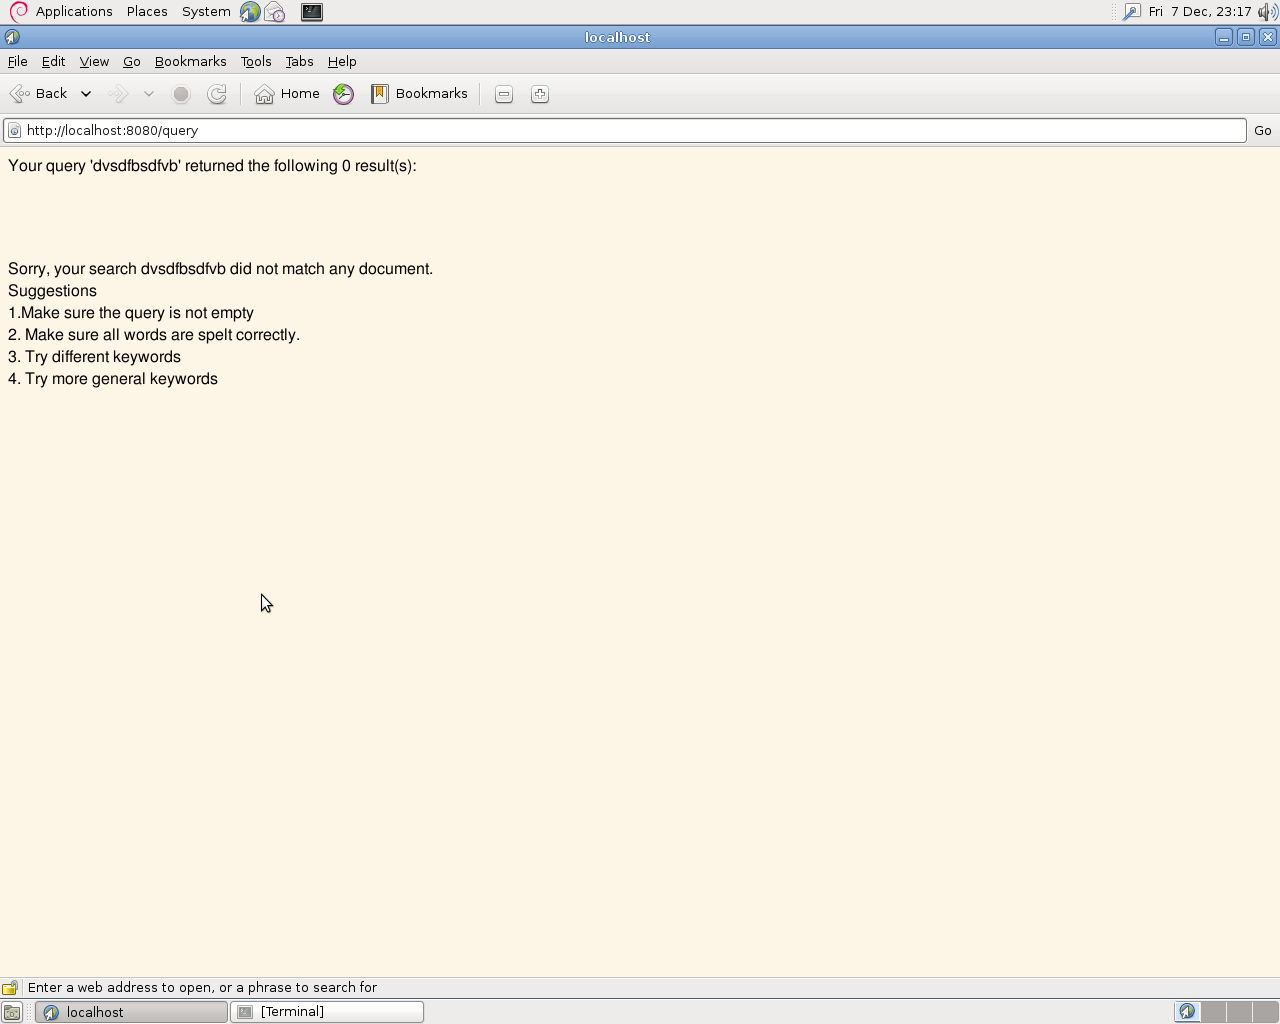 Applications Places System Fri 7 Dec, 23:17
localhost
File Edit View Go Bookmarks Tools Tabs Help
Back Home Bookmarks
http://localhost:8080/query Go
Your query 'dvsdfbsdfvb' returned the following 0 result(s):
Sorry, your search dvsdfbsdfvb did not match any document.
Suggestions
1.Make sure the query is not empty
2. Make sure all words are spelt correctly.
3. Try different keywords
4. Try more general keywords
Enter a web address to open, or a phrase to search for
localhost [Terminal]